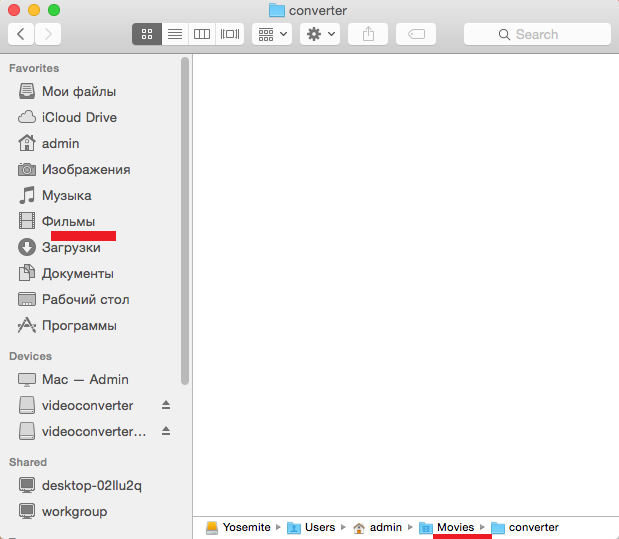 converter
Search
Favorites
Мои файлы
iCloud Drive
admin
Изображения
Музыка
Фильмы
Загрузки
Документы
Рабочий стол
Программы
Devices
Mac — Admin
videoconverter
videoconverter...
Shared
desktop-02llu2q
workgroup
Yosemite Users admin Movies converter